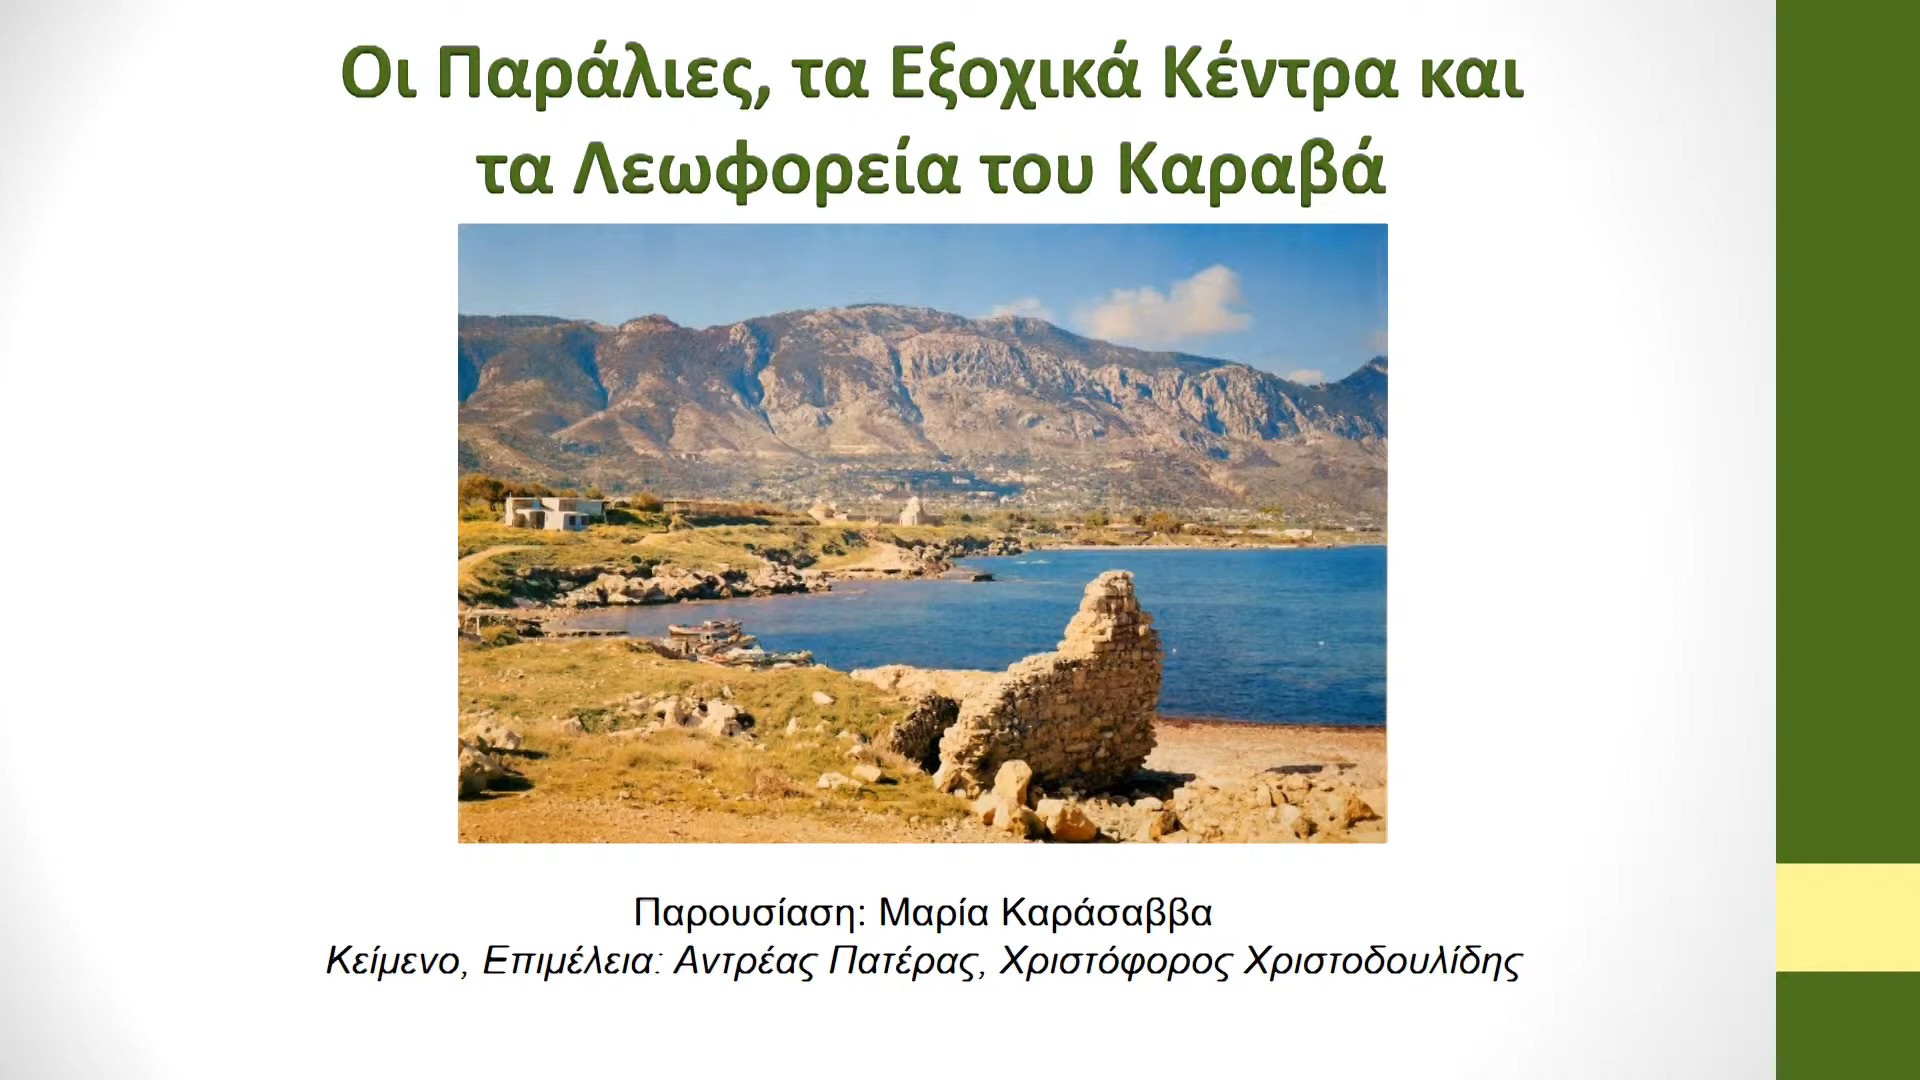 Οι Παράλιες, τα Εξοχικά Κέντρα και
τα Λεωφορεία του Καραβά
Παρουσίαση: Μαρία Καράσαββα
Κείμενο, Επιμέλεια: Αντρέας Πατέρας, Χριστόφορος Χριστοδουλίδης